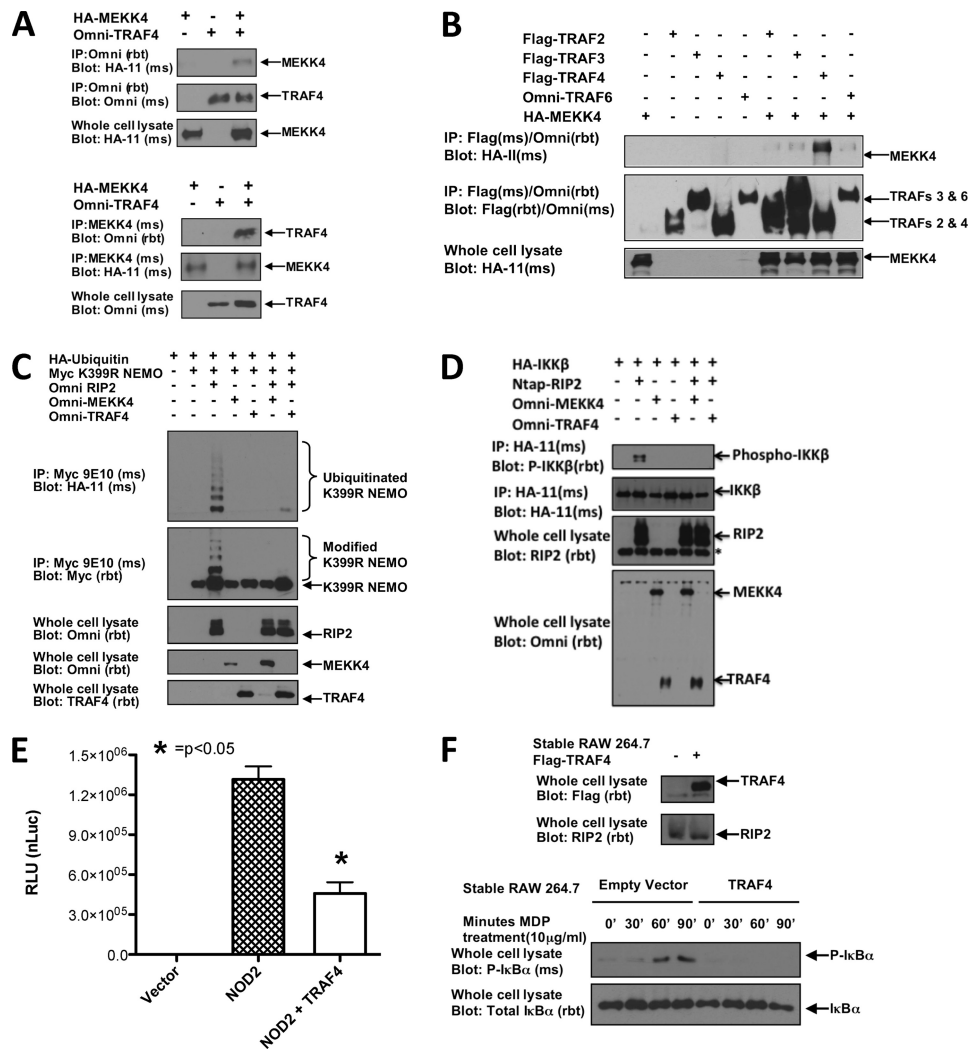 A
HA-MEKK4 + - +
Omni-TRAF4 - + +
IP:Omni (rbt)
Blot: HA-11 (ms)
MEKK4
IP:Omni (rbt)
Blot: Omni (ms)
TRAF4
Whole cell lysate
Blot: HA-11 (ms)
MEKK4
HA-MEKK4 + - +
Omni-TRAF4 - + +
IP:MEKK4 (ms)
Blot: Omni (rbt)
TRAF4
IP:MEKK4 (ms)
Blot: HA-11 (ms)
MEKK4
Whole cell lysate
Blot: Omni (ms)
TRAF4
B
Flag-TRAF2 - + - - - + - - -
Flag-TRAF3 - - + - - - + - -
Flag-TRAF4 - - - + - - - + -
Omni-TRAF6 - - - - + - - - +
HA-MEKK4 + - - - - + + + +
IP: Flag(ms)/Omni(rbt)
Blot: HA-II(ms)
MEKK4
IP: Flag(ms)/Omni(rbt)
Blot: Flag(rbt)/Omni(ms)
TRAFs 3 & 6
TRAFs 2 & 4
Whole cell lysate
Blot: HA-11(ms)
MEKK4
C
HA-Ubiquitin + + + + + + +
Myc K399R NEMO - + + + + + +
Omni RIP2 - - + - - + +
Omni-MEKK4 - - - + - + -
Omni-TRAF4 - - - - + - +
IP: Myc 9E10 (ms)
Blot: HA-11 (ms)
Ubiquitinated
K399R NEMO
IP: Myc 9E10 (ms)
Blot: Myc (rbt)
Modified
K399R NEMO
K399R NEMO
Whole cell lysate
Blot: Omni (rbt)
RIP2
Whole cell lysate
Blot: Omni (rbt)
MEKK4
Whole cell lysate
Blot: TRAF4 (rbt)
TRAF4
D
HA-IKKβ + + + + + +
Ntap-RIP2 - + - - + +
Omni-MEKK4 - - + - + -
Omni-TRAF4 - - - + - +
IP: HA-11(ms)
Blot: P-IKKβ(rbt)
Phospho-IKKβ
IP: HA-11(ms)
Blot: HA-11(ms)
IKKβ
Whole cell lysate
Blot: RIP2 (rbt)
RIP2
*
Whole cell lysate
Blot: Omni (rbt)
MEKK4
TRAF4
E
* =p<0.05
RLU (nLuc)
1.5×10⁰⁶
1.2×10⁰⁶
9.0×10⁰⁵
6.0×10⁰⁵
3.0×10⁰⁵
0.0
*
Vector
NOD2
NOD2 + TRAF4
F
Stable RAW 264.7
Flag-TRAF4 - +
Whole cell lysate
Blot: Flag (rbt)
TRAF4
Whole cell lysate
Blot: RIP2 (rbt)
RIP2
Stable RAW 264.7 Empty Vector TRAF4
Minutes MDP
treatment(10µg/ml)
0' 30' 60' 90' 0' 30' 60' 90'
Whole cell lysate
Blot: P-IκBα (ms)
P-IκBα
Whole cell lysate
Blot: Total IκBα (rbt)
IκBα